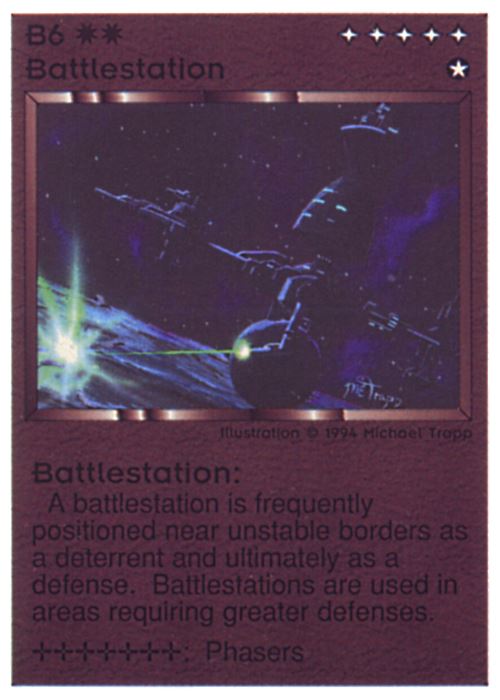 B6 ✷✷
Battlestation
Illustration © 1994 Michael Trapp
Battlestation:
A battlestation is frequently
positioned near unstable borders as
a deterrent and ultimately as a
defense. Battlestations are used in
areas requiring greater defenses.
✛✛✛✛✛✛✛: Phasers